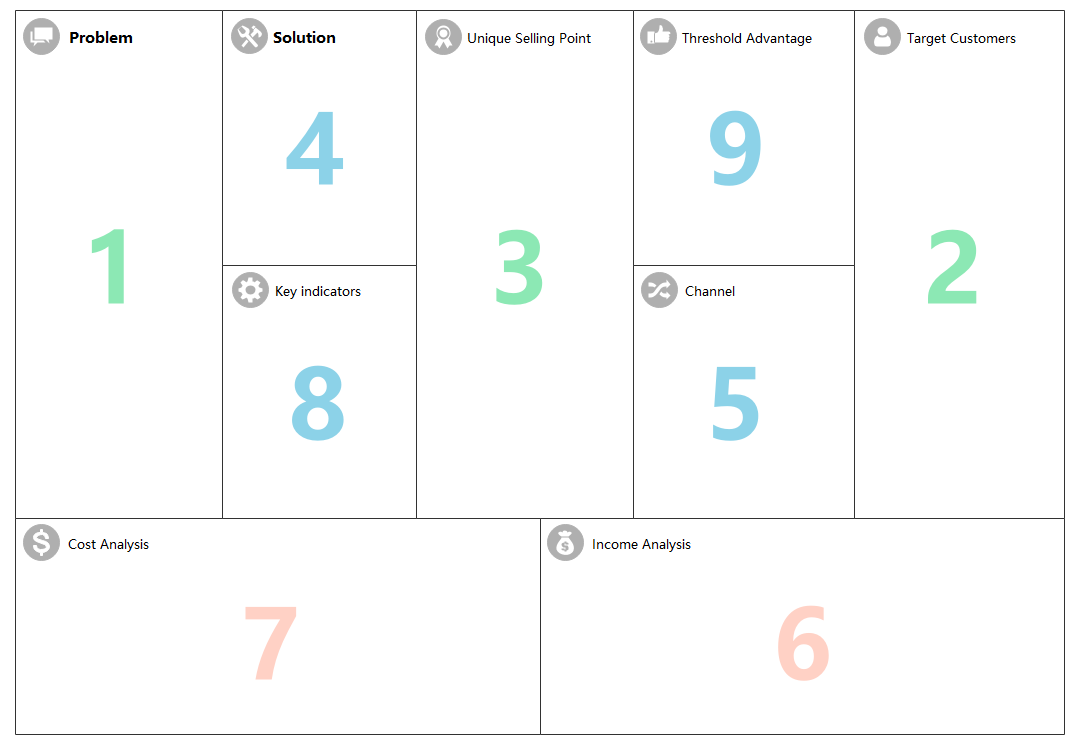 Problem
1
Solution
4
Key indicators
8
Unique Selling Point
3
Threshold Advantage
9
Channel
5
Target Customers
2
Cost Analysis
7
Income Analysis
6